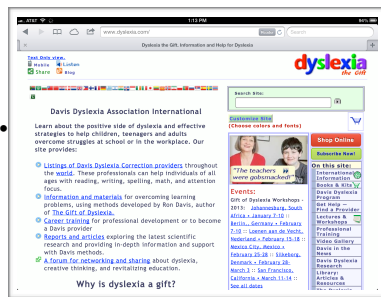 AT&T 1:13 PM 94%
www.dyslexia.com/ Reader Search
Dyslexia the Gift: Information and Help for Dyslexia
Text Only view.
Mobile Listen
Share Blog
dyslexia
the Gift
Search Site:
Davis Dyslexia Association International
Learn about the positive side of dyslexia and effective
strategies to help children, teenagers and adults
overcome struggles at school or in the workplace. Our
site provides:
Listings of Davis Dyslexia Correction providers throughout
the world. These professionals can help individuals of all
ages with reading, writing, spelling, math, and attention
focus.
Information and materials for overcoming learning
problems, using methods developed by Ron Davis, author
of The Gift of Dyslexia.
Career training for professional development or to become
a Davis provider
Reports and articles exploring the latest scientific
research and providing in-depth information and support
with Davis methods.
A forum for networking and sharing about dyslexia,
creative thinking, and revitalizing education.
Why is dyslexia a gift?
Customize Site
(Choose colors and fonts)
"The teachers
were gobsmacked!"
Events:
Gift of Dyslexia Workshops -
2013: Johannesburg, South
Africa • January 7-10 ::
Berlin,, Germany • February
7-10 :: Loenen aan de Vecht,
Nederland • February 15-18 ::
Mexico City, Mexico •
February 25-28 :: Silkeborg,
Denmark • February 28-
March 3 :: San Francisco,
California • March 11-14 ::
See all dates
Shop Online
Subscribe Now!
On this site:
International
Information
Books & Kits
Davis Dyslexia
Program
Get Help —
Find a Provider
Lectures &
Workshops
Professional
Training
Video Gallery
Davis in the
News
Davis Dyslexia
Research
Library:
Articles &
Resources